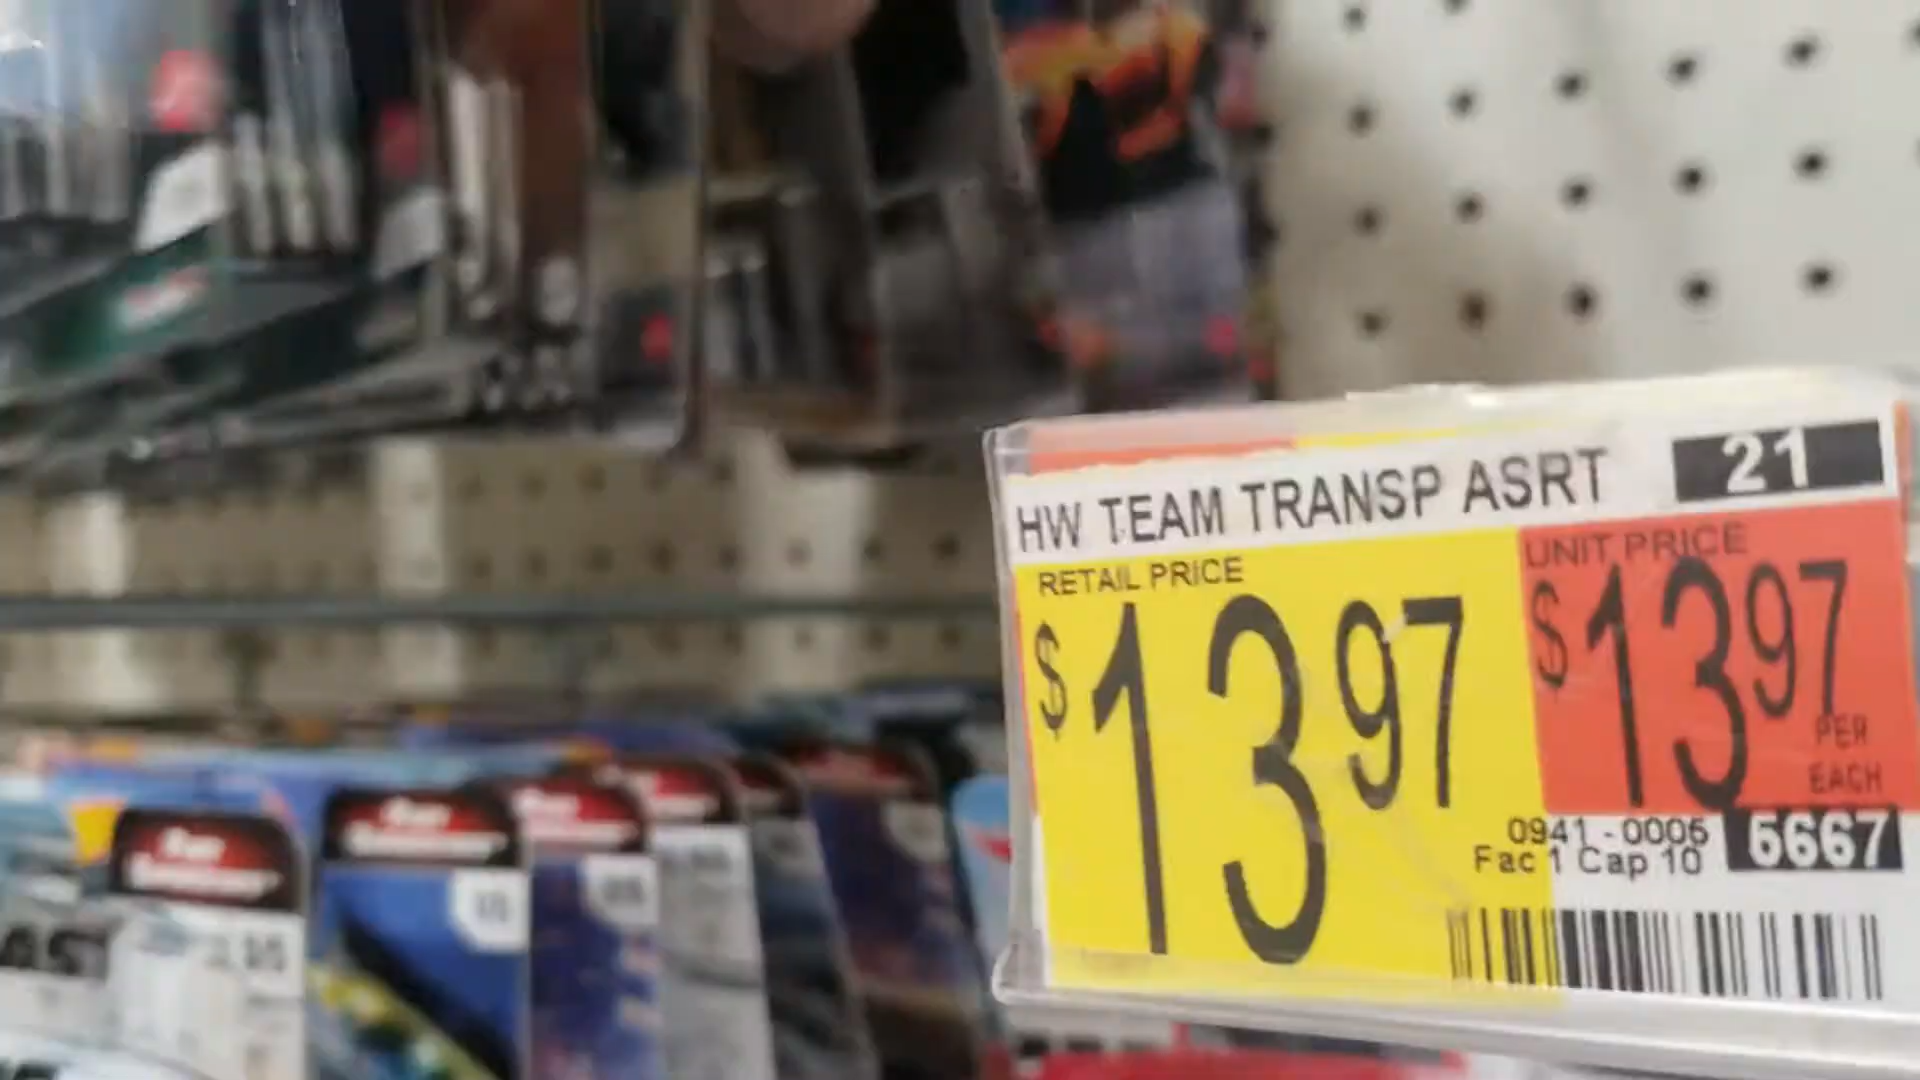 HW TEAM TRANSP ASRT 21
RETAIL PRICE
$13 97
UNIT PRICE
$13 97
PER
EACH
0941-0005
Fac 1 Cap 10
5667